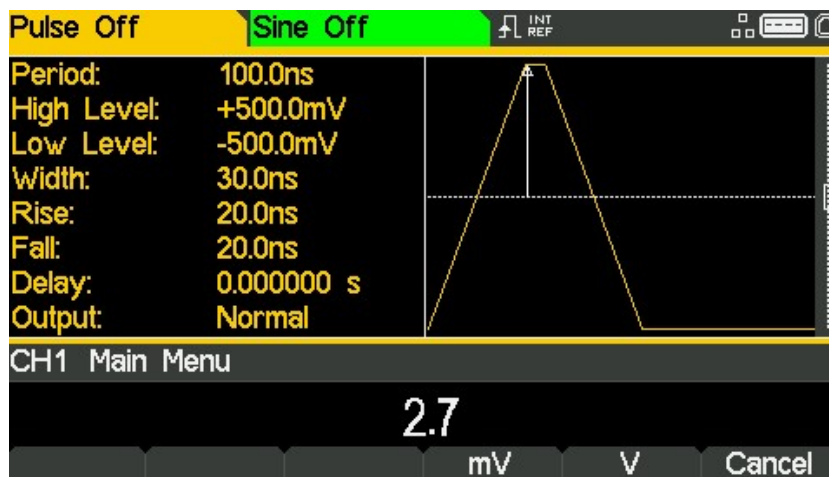 Pulse Off Sine Off INT REF
Period: 100.0ns
High Level: +500.0mV
Low Level: -500.0mV
Width: 30.0ns
Rise: 20.0ns
Fall: 20.0ns
Delay: 0.000000 s
Output: Normal
CH1 Main Menu
2.7
mV V Cancel